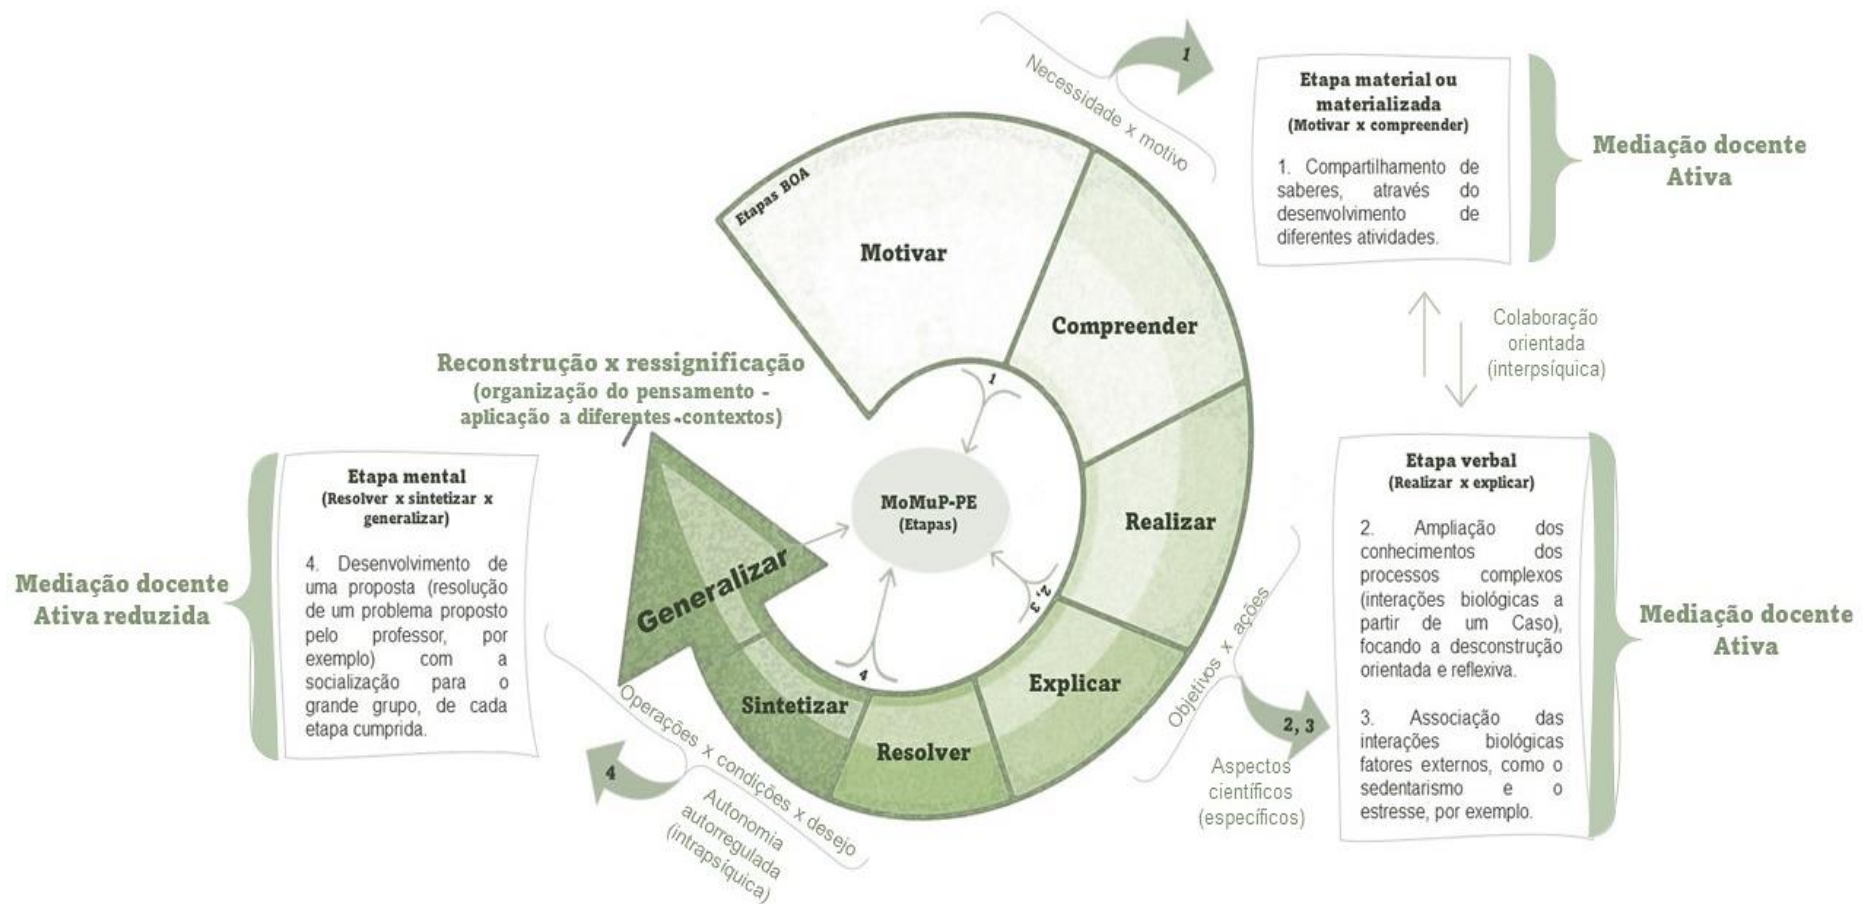 Necessidade x motivo
1
Etapa material ou
materializada
(Motivar x compreender)
1. Compartilhamento de
saberes, através do
desenvolvimento de
diferentes atividades.
Mediação docente
Ativa
Etapas BOA
Motivar
Compreender
Realizar
Explicar
Resolver
Sintetizar
Generalizar
1
2, 3
4
MoMuP-PE
(Etapas)
Colaboração
orientada
(interpsíquica)
Reconstrução x ressignificação
(organização do pensamento -
aplicação a diferentes contextos)
Etapa verbal
(Realizar x explicar)
2. Ampliação dos
conhecimentos dos
processos complexos
(interações biológicas a
partir de um Caso),
focando a desconstrução
orientada e reflexiva.
3. Associação das
interações biológicas
fatores externos, como o
sedentarismo e o
estresse, por exemplo.
Mediação docente
Ativa
Objetivos x ações
2, 3
Aspectos
científicos
(específicos)
Etapa mental
(Resolver x sintetizar x
generalizar)
4. Desenvolvimento de
uma proposta (resolução
de um problema proposto
pelo professor, por
exemplo) com a
socialização para o
grande grupo, de cada
etapa cumprida.
Mediação docente
Ativa reduzida
Operações x condições x desejo
4
Autonomia
autorregulada
(intrapsíquica)